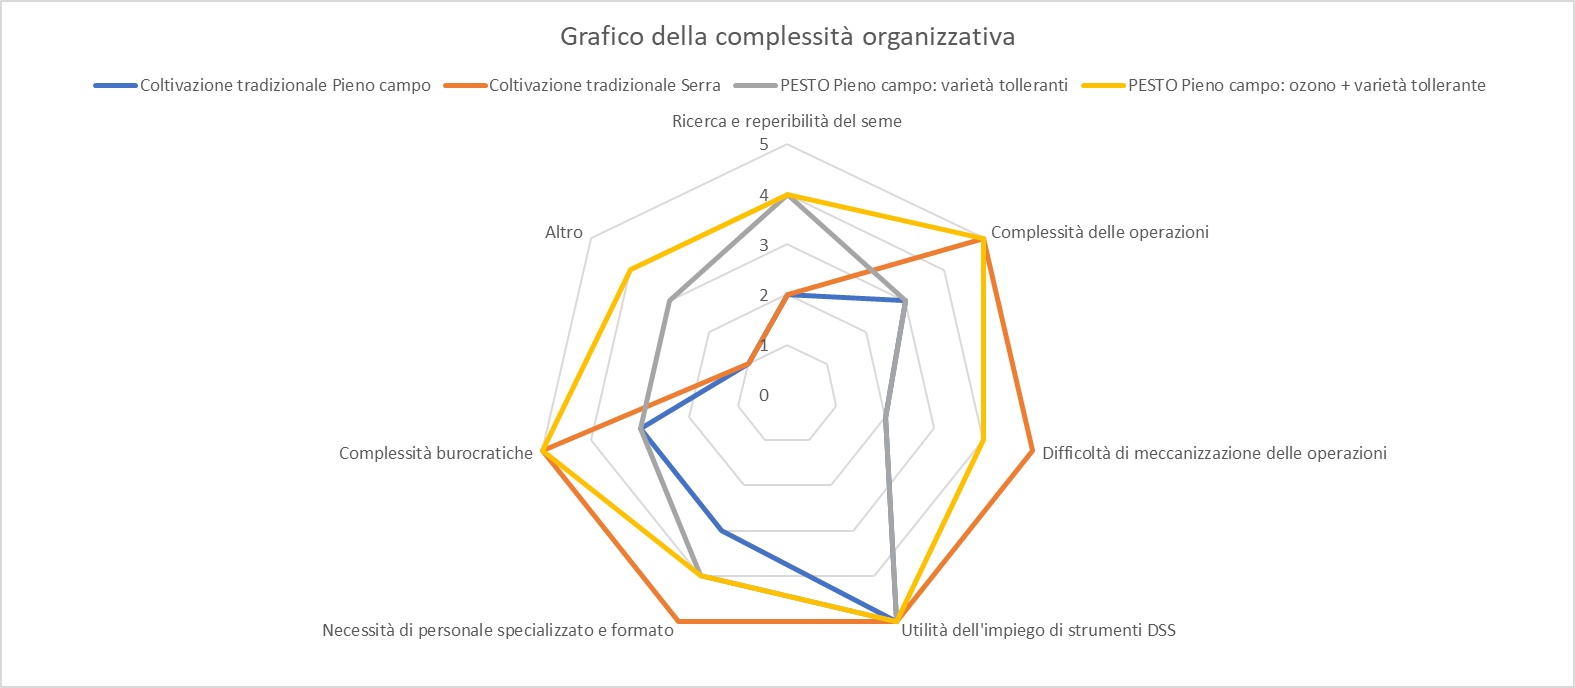 Grafico della complessità organizzativa
Coltivazione tradizionale Pieno campo Coltivazione tradizionale Serra PESTO Pieno campo: varietà tolleranti PESTO Pieno campo: ozono + varietà tollerante
Ricerca e reperibilità del seme
5
4
Altro
Complessità delle operazioni
3
2
1
0
Complessità burocratiche
Difficoltà di meccanizzazione delle operazioni
Necessità di personale specializzato e formato
Utilità dell'impiego di strumenti DSS